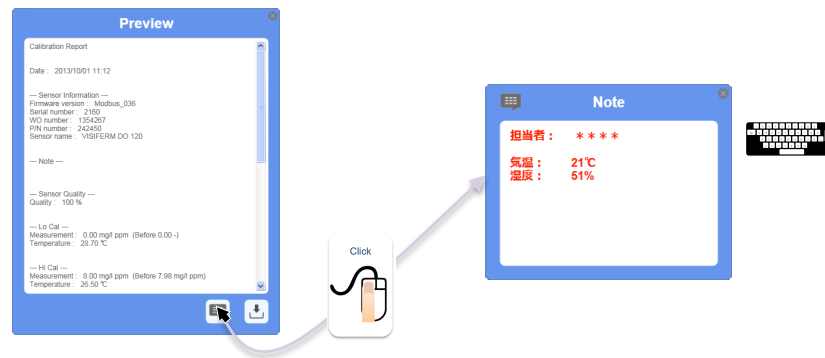 Preview
Calibration Report
Date : 2013/10/01 11:12
— Sensor Information —
Firmware version : Modbus_036
Serial number : 2160
WO number : 1354267
P/N number : 242450
Sensor name : VISIFERM DO 120
— Note —
— Sensor Quality —
Quality : 100 %
— Lo Cal —
Measurement : 0.00 mg/l ppm (Before 0.00 -)
Temperature : 28.70 ℃
— Hi Cal —
Measurement : 8.00 mg/l ppm (Before 7.98 mg/l ppm)
Temperature : 26.50 ℃
Click
Note
担当者： ＊＊＊＊
気温： 21℃
湿度： 51%